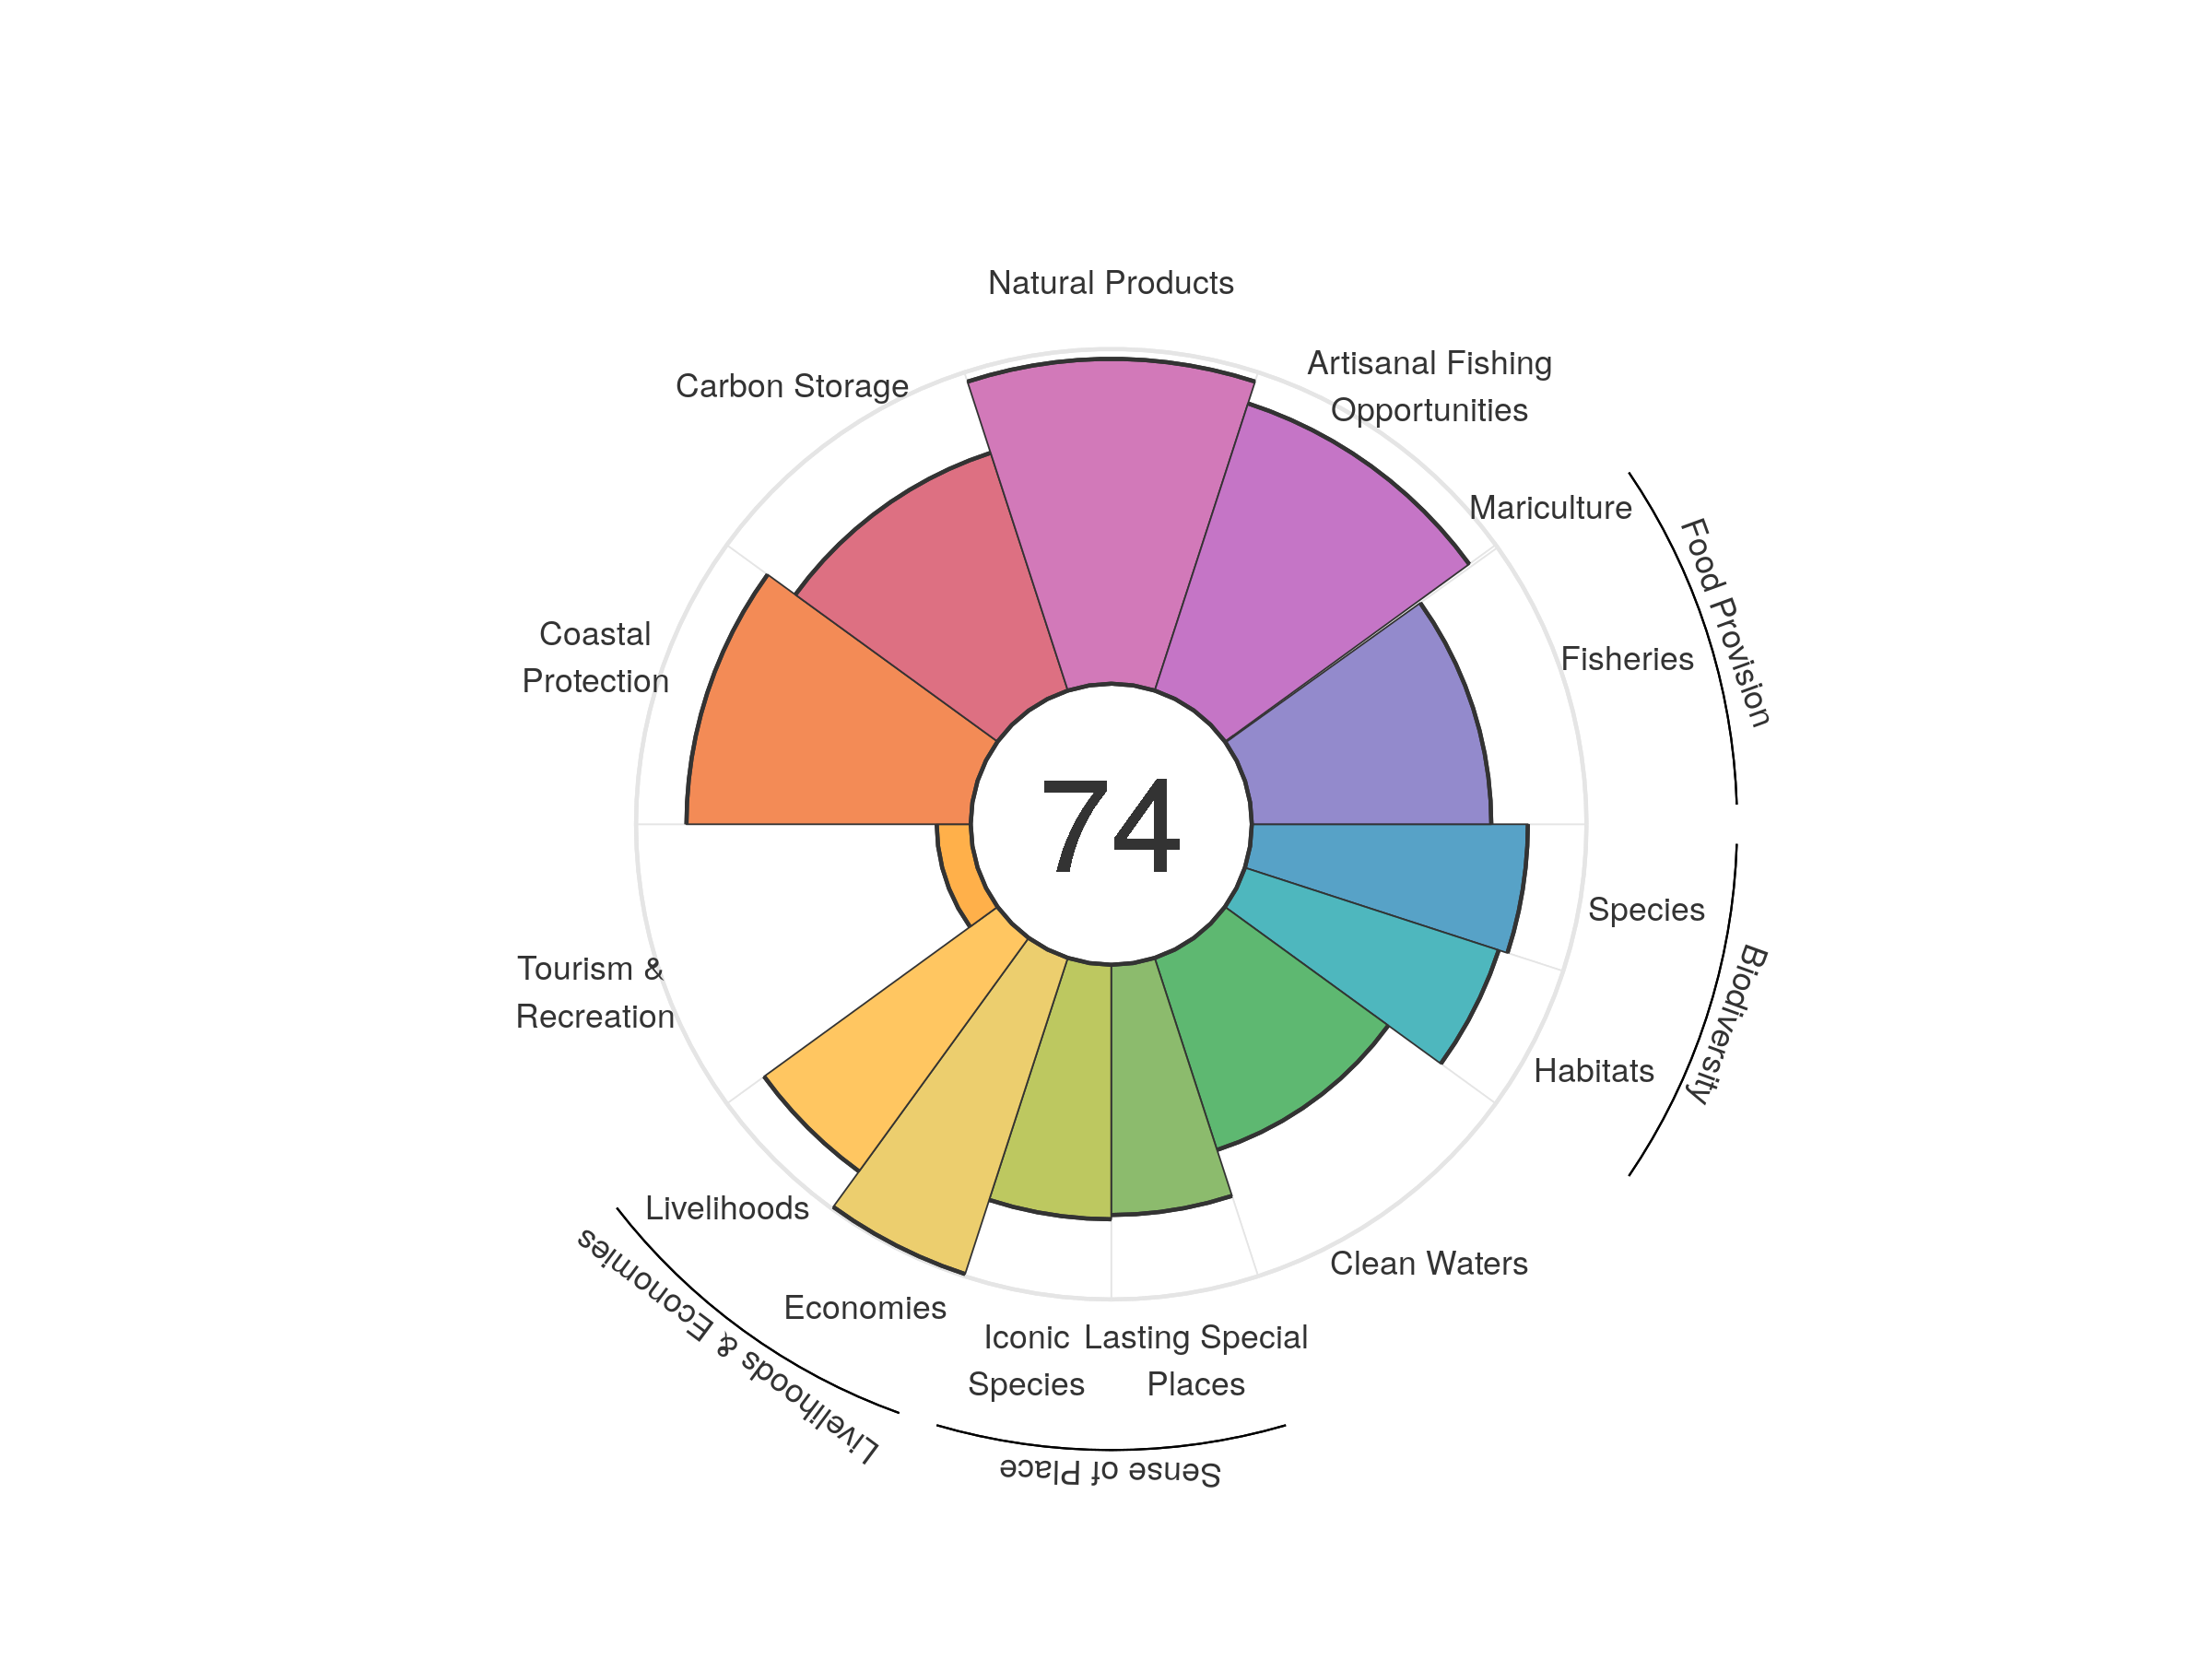 Natural Products
Artisanal Fishing
Opportunities
Carbon Storage
Mariculture
Food Provision
Coastal
Protection
Fisheries
74
Species
Biodiversity
Tourism &
Recreation
Habitats
Livelihoods
Livelihoods & Economies
Clean Waters
Economies
Iconic
Species
Lasting Special
Places
Sense of Place